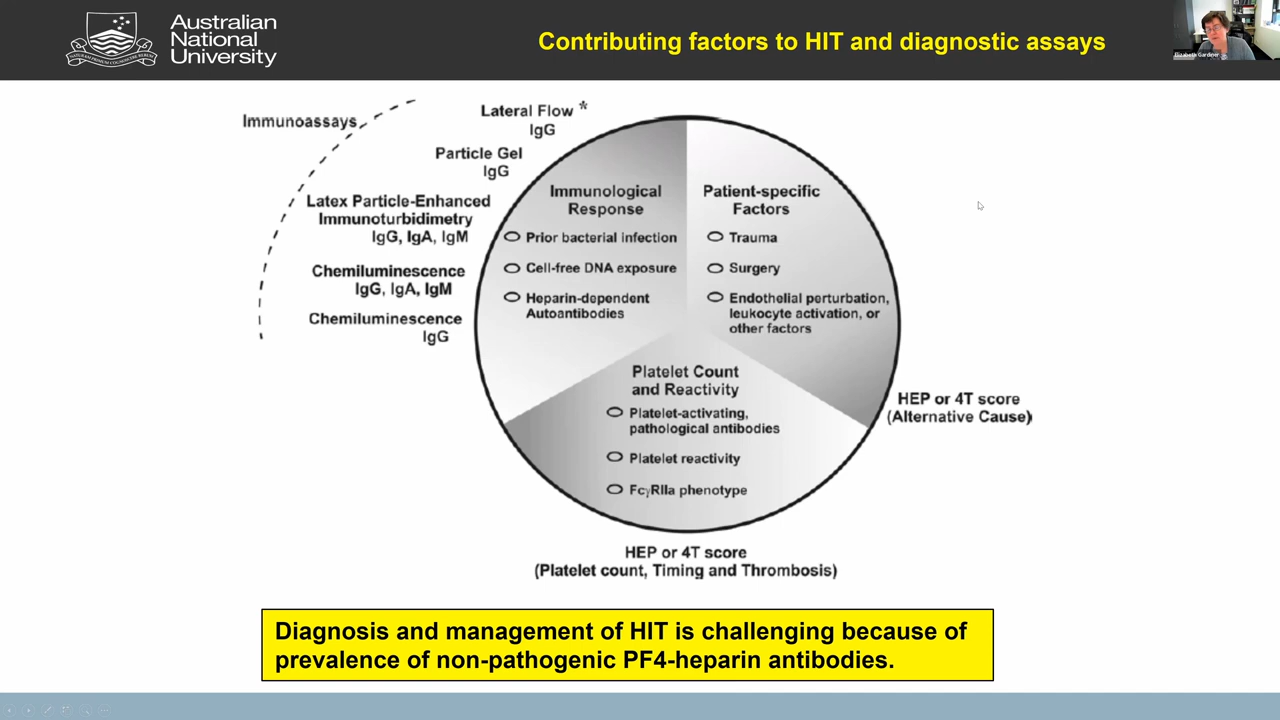 Australian
National
University
Contributing factors to HIT and diagnostic assays
Elizabeth Gardiner
Immunoassays
Lateral Flow *
IgG
Particle Gel
IgG
Latex Particle-Enhanced
Immunoturbidimetry
IgG, IgA, IgM
Chemiluminescence
IgG, IgA, IgM
Chemiluminescence
IgG
Immunological
Response
Prior bacterial infection
Cell-free DNA exposure
Heparin-dependent
Autoantibodies
Patient-specific
Factors
Trauma
Surgery
Endothelial perturbation,
leukocyte activation, or
other factors
Platelet Count
and Reactivity
Platelet-activating,
pathological antibodies
Platelet reactivity
FcγRIIa phenotype
HEP or 4T score
(Alternative Cause)
HEP or 4T score
(Platelet count, Timing and Thrombosis)
Diagnosis and management of HIT is challenging because of
prevalence of non-pathogenic PF4-heparin antibodies.